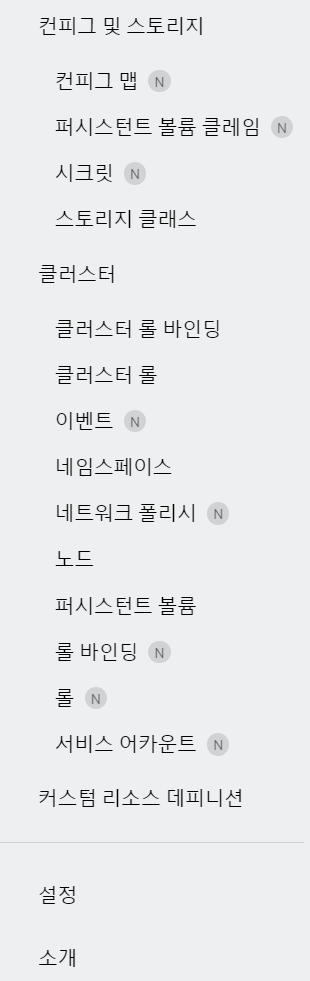 컨피그 및 스토리지
컨피그 맵 N
퍼시스턴트 볼륨 클레임 N
시크릿 N
스토리지 클래스
클러스터
클러스터 롤 바인딩
클러스터 롤
이벤트 N
네임스페이스
네트워크 폴리시 N
노드
퍼시스턴트 볼륨
롤 바인딩 N
롤 N
서비스 어카운트 N
커스텀 리소스 데피니션
설정
소개